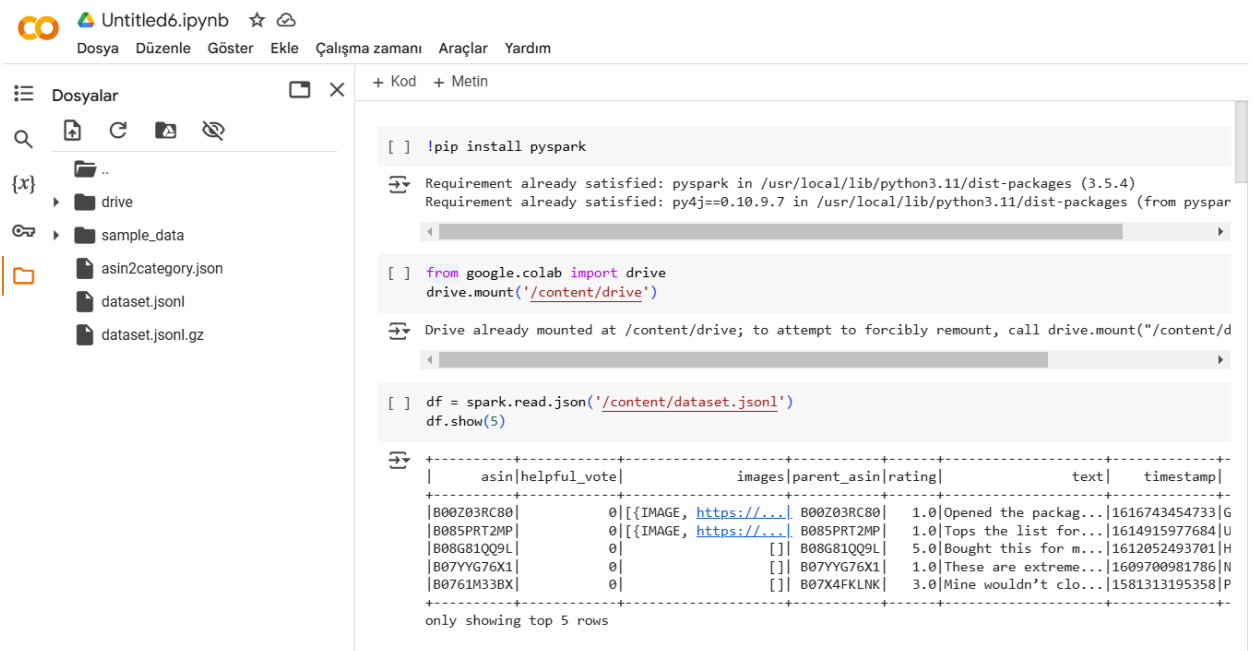 Untitled6.ipynb
Dosya Düzenle Göster Ekle Çalışma zamanı Araçlar Yardım
Dosyalar
+ Kod + Metin
{x}
..
drive
sample_data
asin2category.json
dataset.jsonl
dataset.jsonl.gz
[ ] !pip install pyspark
Requirement already satisfied: pyspark in /usr/local/lib/python3.11/dist-packages (3.5.4)
Requirement already satisfied: py4j==0.10.9.7 in /usr/local/lib/python3.11/dist-packages (from pyspar
[ ] from google.colab import drive
drive.mount('/content/drive')
Drive already mounted at /content/drive; to attempt to forcibly remount, call drive.mount("/content/d
[ ] df = spark.read.json('/content/dataset.jsonl')
df.show(5)
+----------+------------+--------------------+-----------+------+--------------------+-------------+-
|      asin|helpful_vote|              images|parent_asin|rating|                text|    timestamp|
+----------+------------+--------------------+-----------+------+--------------------+-------------+-
|B00Z03RC80|           0|[{IMAGE, https://...| B00Z03RC80|   1.0|Opened the packag...|1616743454733|G
|B085PRT2MP|           0|[{IMAGE, https://...| B085PRT2MP|   1.0|Tops the list for...|1614915977684|U
|B08G81QQ9L|           0|                  []| B08G81QQ9L|   5.0|Bought this for m...|1612052493701|H
|B07YYG76X1|           0|                  []| B07YYG76X1|   1.0|These are extreme...|1609700981786|N
|B0761M33BX|           0|                  []| B07X4FKLNK|   3.0|Mine wouldn’t clo...|1581313195358|P
+----------+------------+--------------------+-----------+------+--------------------+-------------+-
only showing top 5 rows